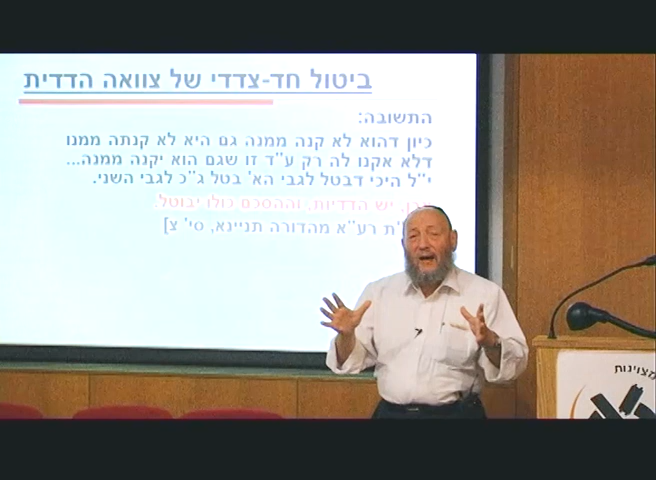 ביטול חד-צדדי של צוואה הדדית
התשובה:
כיון דהוא לא קנה ממנה גם היא לא קנתה ממנו
דלא אקנו לה רק ע"ד זו שגם הוא יקנה ממנה...
י"ל היכי דבטל לגבי הא' בטל ג"כ לגבי השני.
יש הדדיות, וההסכם כולו יבוטל.
רע"א מהדורה תניינא, סי' צ]